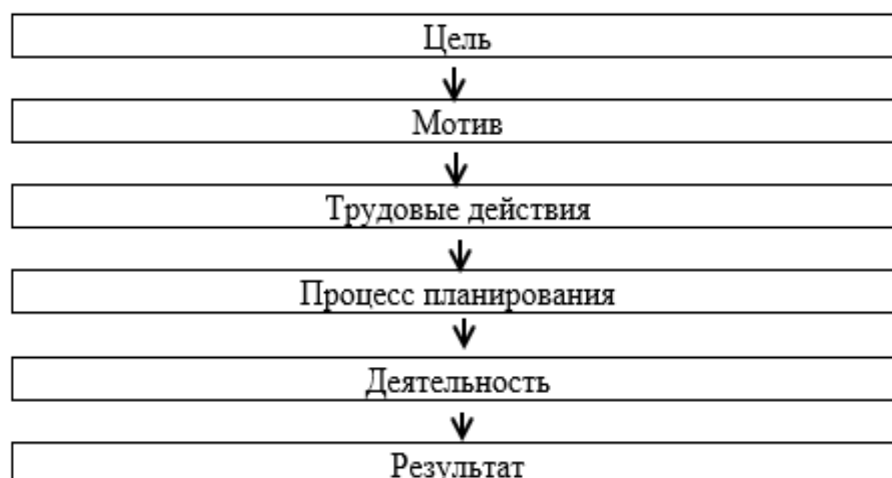 Цель
Мотив
Трудовые действия
Процесс планирования
Деятельность
Результат